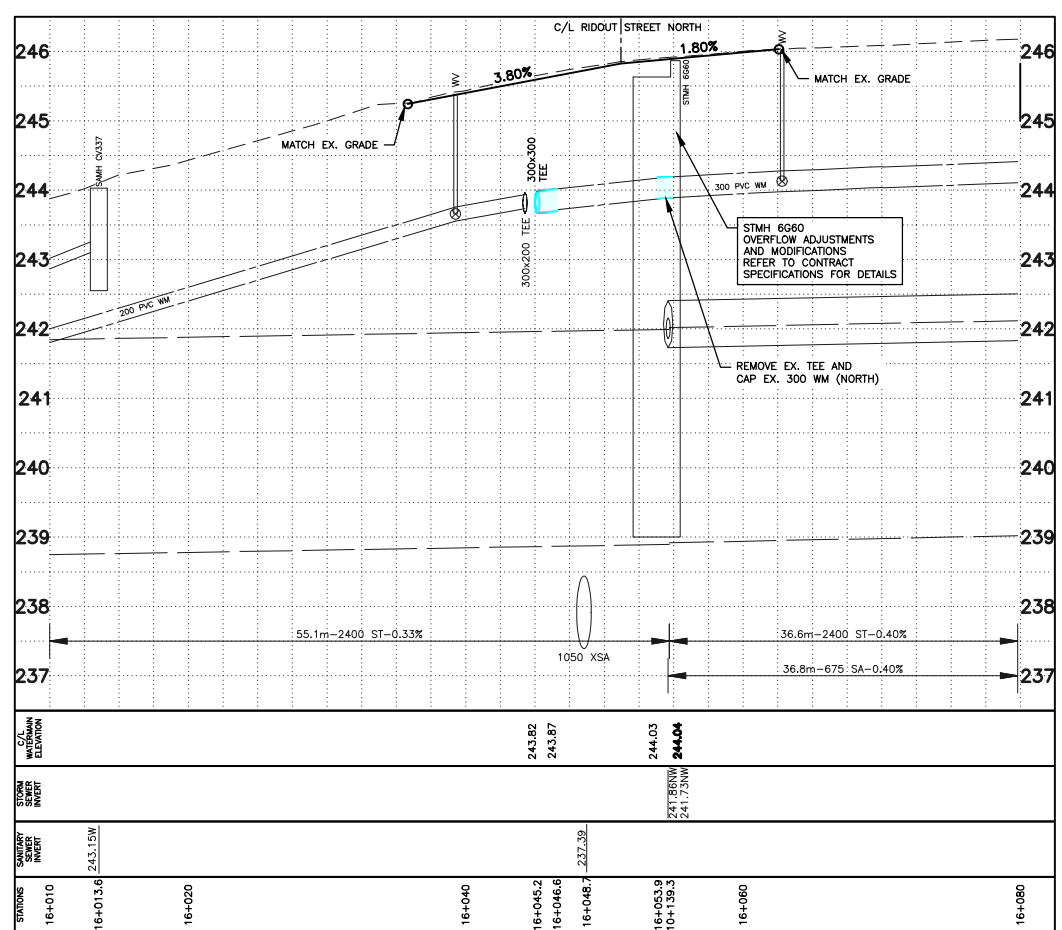 C/L RIDOUT STREET NORTH
246
246
WV
3.80%
1.80%
WV
MATCH EX. GRADE
STMH 6G60
245
245
MATCH EX. GRADE
SAMH CV337
300x300
TEE
244
244
300 PVC WM
STMH 6G60
OVERFLOW ADJUSTMENTS
AND MODIFICATIONS
REFER TO CONTRACT
SPECIFICATIONS FOR DETAILS
300x200 TEE
243
243
200 PVC WM
242
242
REMOVE EX. TEE AND
CAP EX. 300 WM (NORTH)
241
241
240
240
239
239
238
238
55.1m-2400 ST-0.33%
36.6m-2400 ST-0.40%
1050 XSA
36.8m-675 SA-0.40%
237
237
C/L
WATERMAIN
ELEVATION
243.82
243.87
244.03
244.04
STORM
SEWER
INVERT
241.86NW
241.73NW
SANITARY
SEWER
INVERT
243.15W
237.39
STATIONS
16+010
16+013.6
16+020
16+040
16+045.2
16+046.6
16+048.7
16+053.9
10+139.3
16+060
16+080